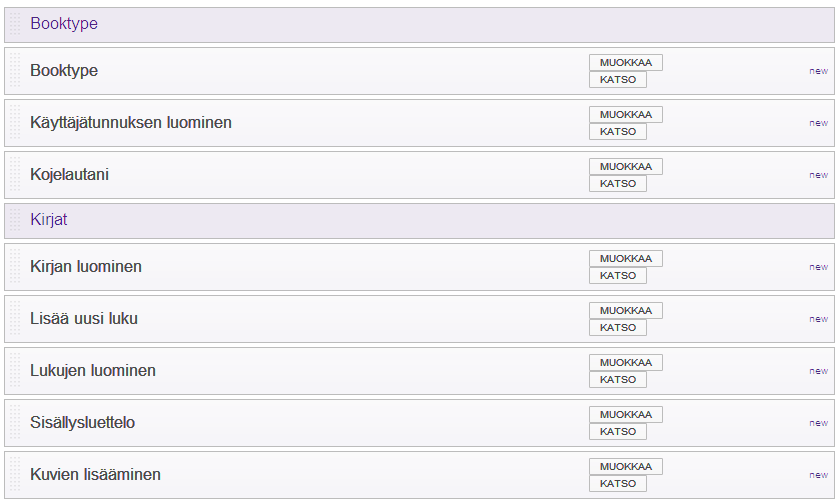 Booktype
Booktype
MUOKKAA
KATSO
new
Käyttäjätunnuksen luominen
MUOKKAA
KATSO
new
Kojelautani
MUOKKAA
KATSO
new
Kirjat
Kirjan luominen
MUOKKAA
KATSO
new
Lisää uusi luku
MUOKKAA
KATSO
new
Lukujen luominen
MUOKKAA
KATSO
new
Sisällysluettelo
MUOKKAA
KATSO
new
Kuvien lisääminen
MUOKKAA
KATSO
new